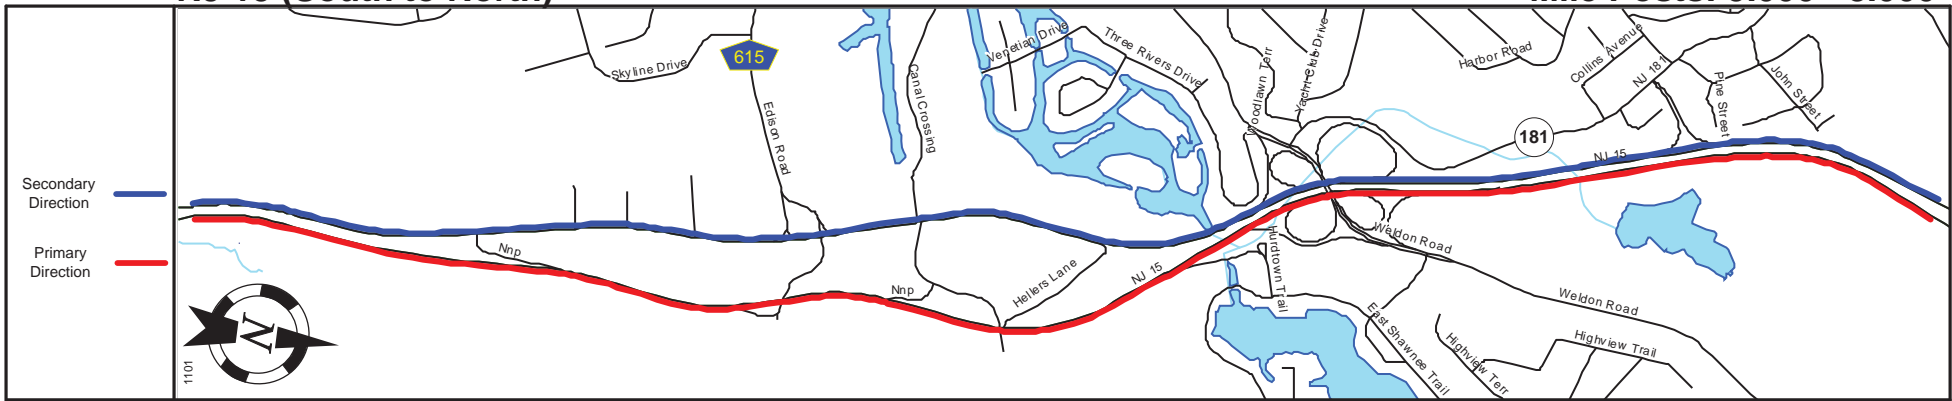 Secondary
Direction
Primary
Direction
615
Skyline Drive
Edison Road
Canal Crossing
Venetian Drive
Three Rivers Drive
Woodlawn Terr
Yacht Club Drive
Harbor Road
Collins Avenue
NJ 181
Pine Street
John Street
181
NJ 15
Nnp
Nnp
Hellers Lane
NJ 15
Hurdtown Trail
Weldon Road
Weldon Road
East Shawnee Trail
Highview Terr
Highview Trail
N
1101